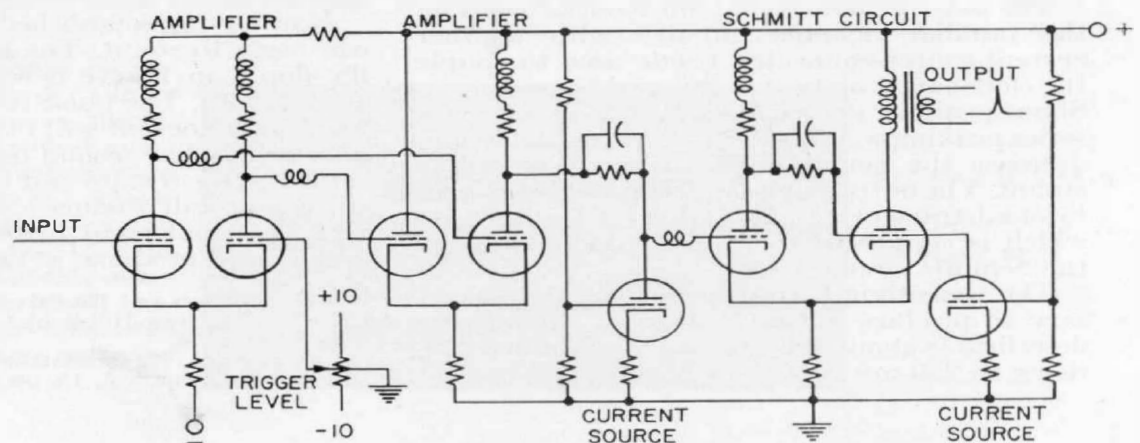 AMPLIFIER
AMPLIFIER
SCHMITT CIRCUIT
+
OUTPUT
INPUT
+10
TRIGGER
LEVEL
-10
CURRENT
SOURCE
CURRENT
SOURCE